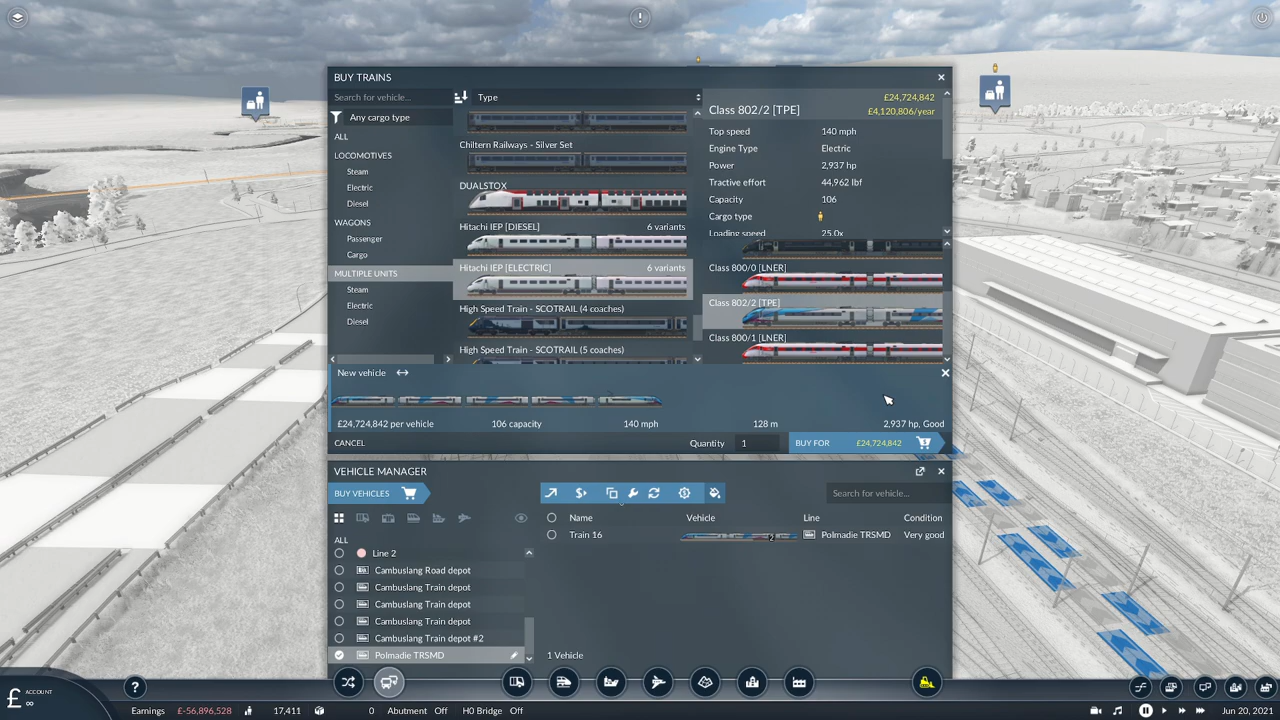 BUY TRAINS
Search for vehicle...
Type
Any cargo type
ALL
LOCOMOTIVES
Steam
Electric
Diesel
WAGONS
Passenger
Cargo
MULTIPLE UNITS
Steam
Electric
Diesel
Chiltern Railways - Silver Set
DUALSTOX
Hitachi IEP [DIESEL] 6 variants
Hitachi IEP [ELECTRIC] 6 variants
High Speed Train - SCOTRAIL (4 coaches)
High Speed Train - SCOTRAIL (5 coaches)
£24,724,842
Class 802/2 [TPE]
£4,120,806/year
Top speed 140 mph
Engine Type Electric
Power 2,937 hp
Tractive effort 44,962 lbf
Capacity 106
Cargo type
Loading speed 25.0x
Class 800/0 [LNER]
Class 802/2 [TPE]
Class 800/1 [LNER]
New vehicle
£24,724,842 per vehicle 106 capacity 140 mph 128 m 2,937 hp, Good
CANCEL Quantity 1 BUY FOR £24,724,842
VEHICLE MANAGER
BUY VEHICLES
Search for vehicle...
ALL
Line 2
Cambuslang Road depot
Cambuslang Train depot
Cambuslang Train depot
Cambuslang Train depot
Cambuslang Train depot #2
Polmadie TRSMD
Name Vehicle Line Condition
Train 16 2 Polmadie TRSMD Very good
1 Vehicle
£ ACCOUNT
∞
?
Earnings £-56,896,528 17,411 0 Abutment Off H0 Bridge Off Jun 20, 2021